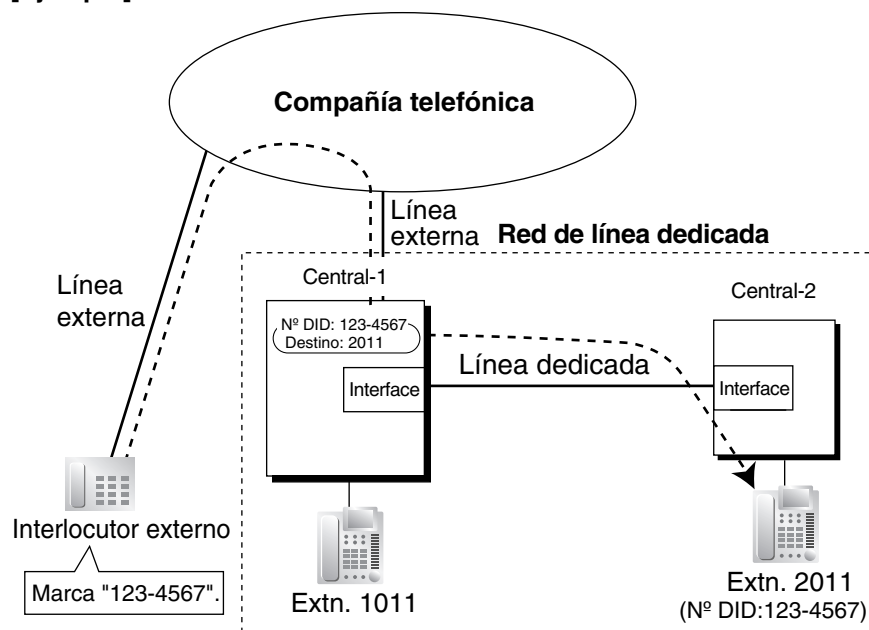 Compañía telefónica
Línea
externa
Red de línea dedicada
Línea
externa
Central-1
Central-2
Nº DID: 123-4567
Destino: 2011
Línea dedicada
Interface
Interface
Interlocutor externo
Marca "123-4567".
Extn. 1011
Extn. 2011
(Nº DID:123-4567)